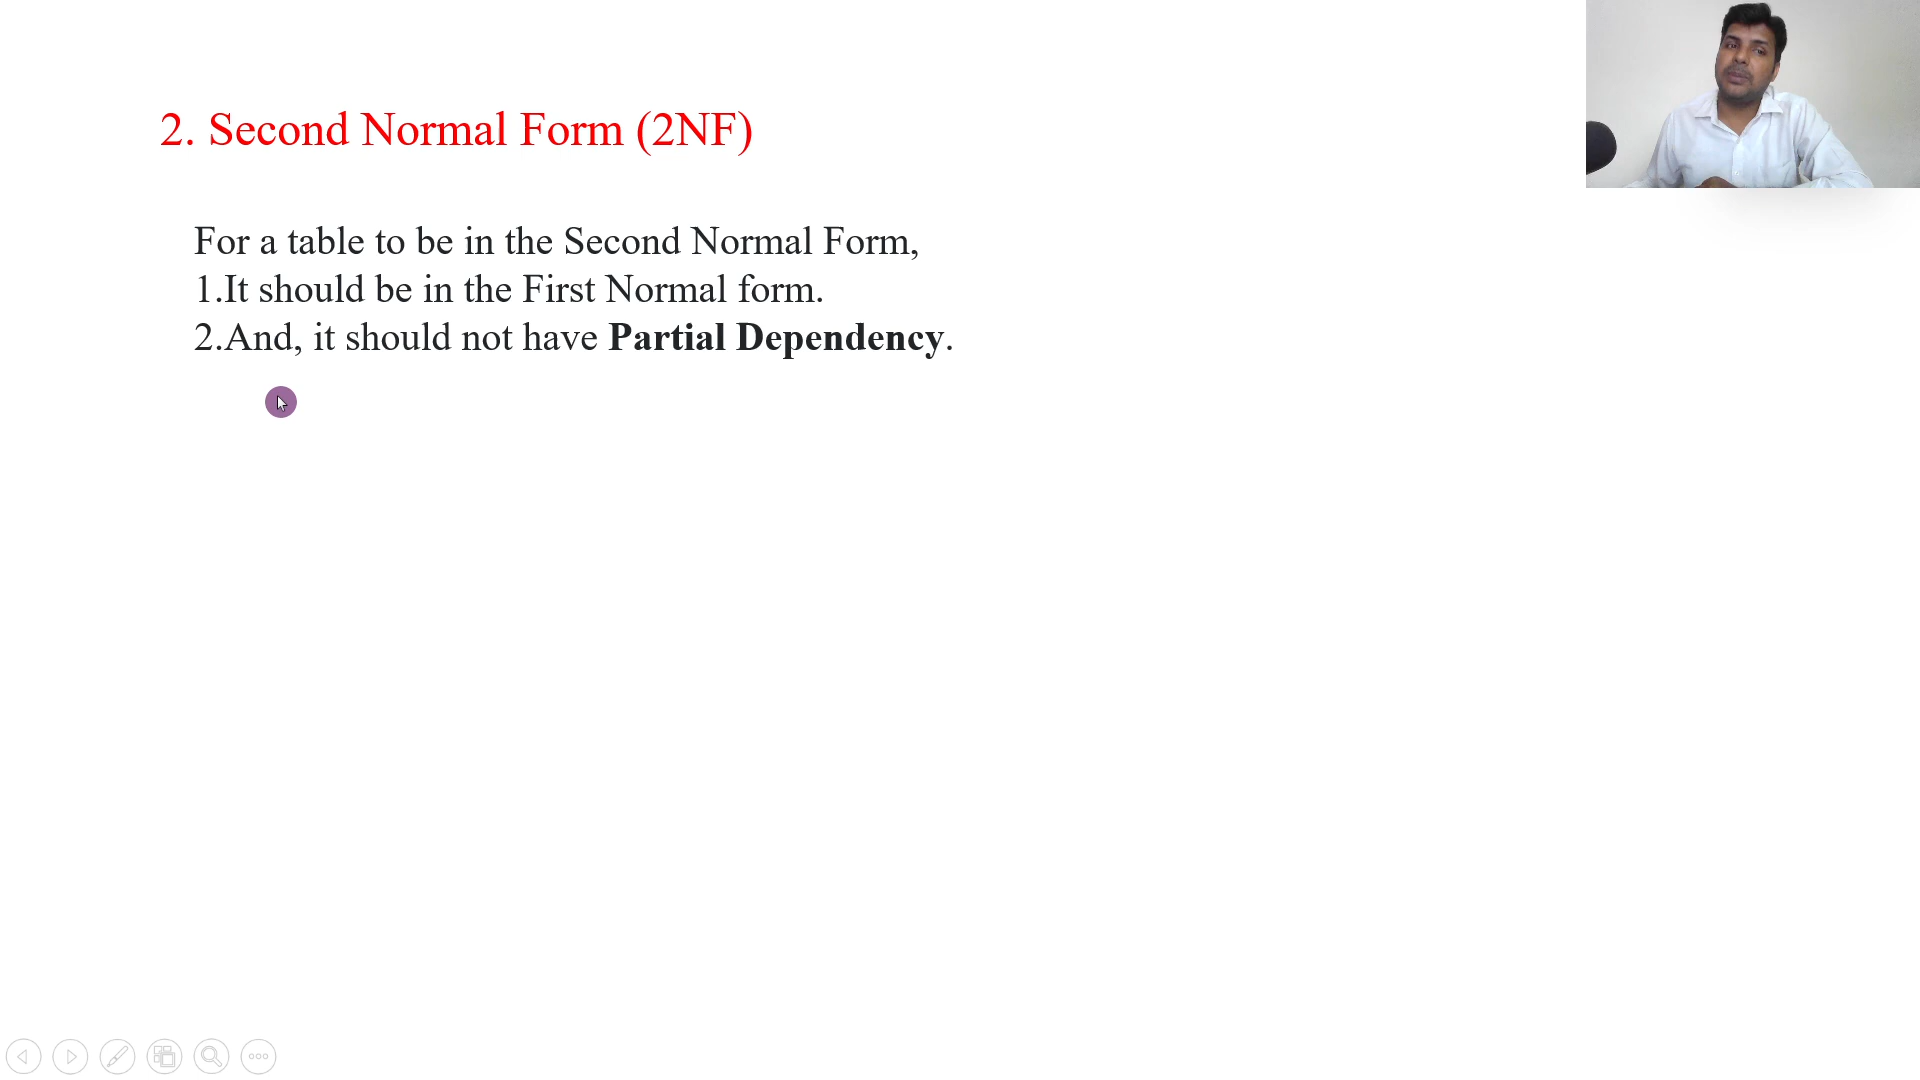 2. Second Normal Form (2NF)
For a table to be in the Second Normal Form,
1.It should be in the First Normal form.
2.And, it should not have Partial Dependency.